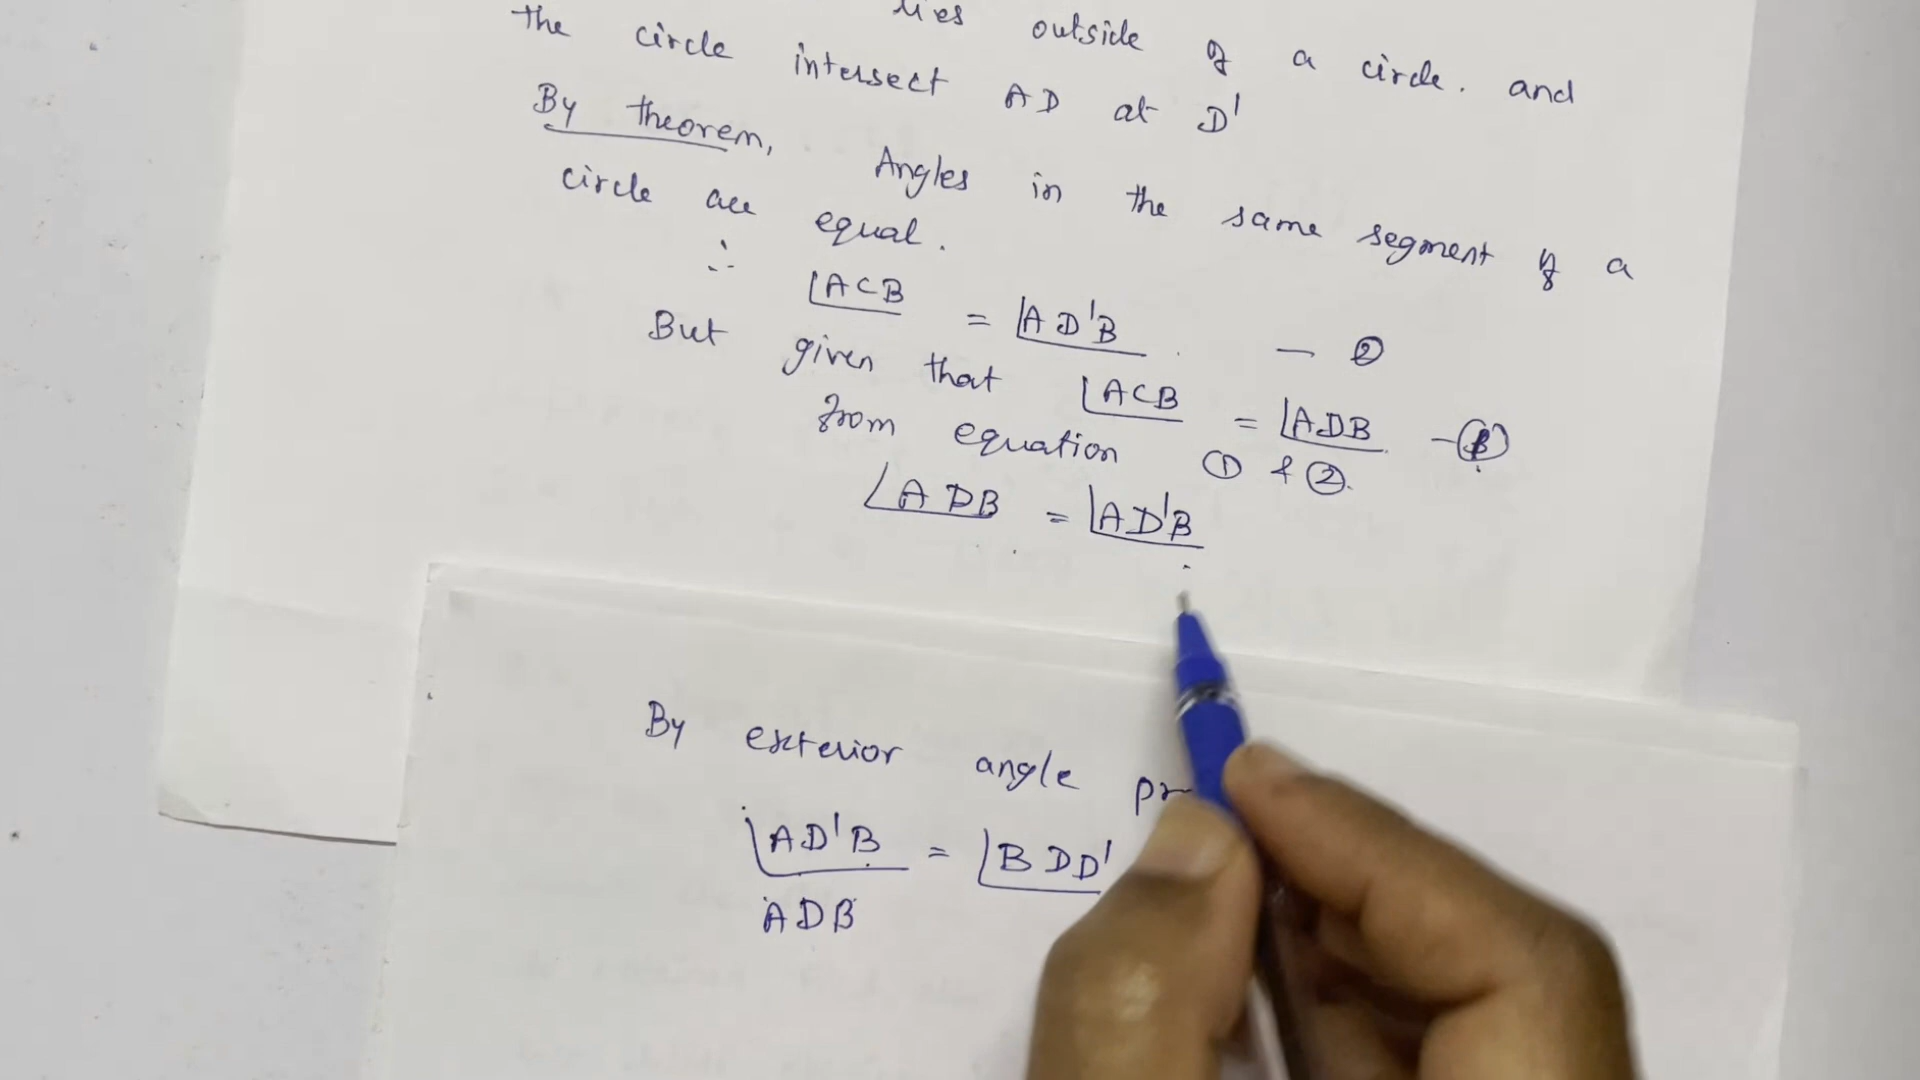 lies outside of a circle. and
the circle intersect AD at D'
By theorem, Angles in the same segment of a
circle are equal.
∴ ∠ACB = ∠AD'B — ②
But given that ∠ACB = ∠ADB — ①
from equation ① & ②.
∠ADB = ∠AD'B
By exterior angle
∠AD'B = ∠BDD'
ADB